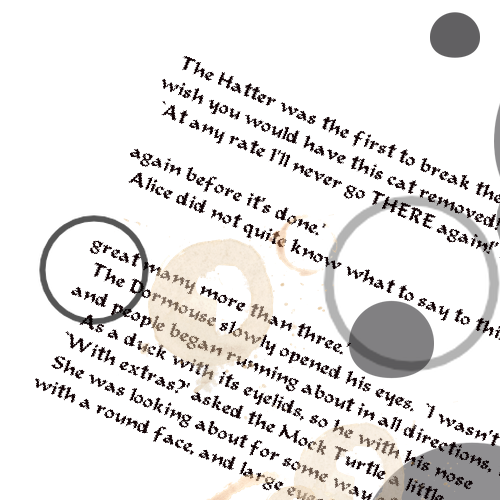 The Hatter was the first to break the
wish you would have this cat removed!'
`At any rate I'll never go THERE again!'
again before it's done.'
Alice did not quite know what to say to this
great many more than three.'
The Dormouse slowly opened his eyes. `I wasn't
and people began running about in all directions,
As a duck with its eyelids, so he with his nose
`With extras?' asked the Mock Turtle a little
She was looking about for some way
with a round face, and large eyes